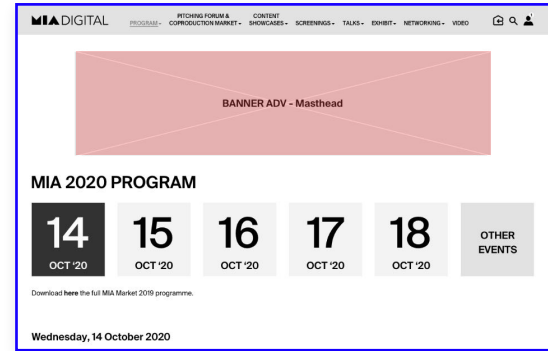 MIADIGITAL
PROGRAM
PITCHING FORUM &
COPRODUCTION MARKET
CONTENT
SHOWCASES
SCREENINGS
TALKS
EXHIBIT
NETWORKING
VIDEO
BANNER ADV - Masthead
MIA 2020 PROGRAM
14
OCT '20
15
OCT '20
16
OCT '20
17
OCT '20
18
OCT '20
OTHER
EVENTS
Download here the full MIA Market 2019 programme.
Wednesday, 14 October 2020